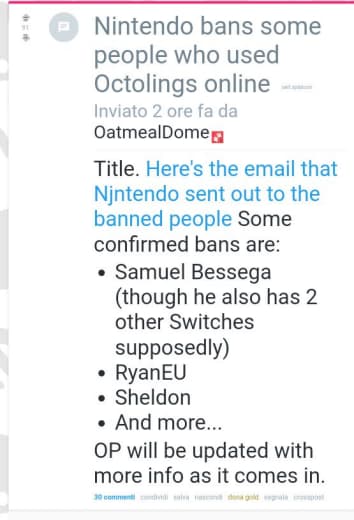 91
Nintendo bans some
people who used
Octolings online
Inviato 2 ore fa da
OatmealDome
Title. Here's the email that
Njntendo sent out to the
banned people Some
confirmed bans are:
• Samuel Bessega
(though he also has 2
other Switches
supposedly)
• RyanEU
• Sheldon
• And more...
OP will be updated with
more info as it comes in.
30 commenti condividi salva nascondi dona gold segnala crosspost